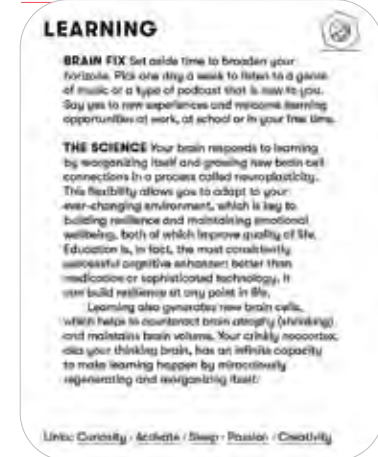 LEARNING
BRAIN FIX Set aside time to broaden your
horizons. Pick one day a week to listen to a genre
of music or a type of podcast that is new to you.
Say yes to new experiences and welcome learning
opportunities at work, at school or in your free time.
THE SCIENCE Your brain responds to learning
by reorganizing itself and growing new brain cell
connections in a process called neuroplasticity.
This flexibility allows you to adapt to your
ever-changing environment, which is key to
building resilience and maintaining emotional
wellbeing, both of which improve quality of life.
Education is, in fact, the most consistently
successful cognitive enhancer: better than
medication or sophisticated technology. It
can build resilience at any point in life.
Learning also generates new brain cells,
which helps to counteract brain atrophy (shrinking)
and maintains brain volume. Your crinkly neocortex,
aka your thinking brain, has an infinite capacity
to make learning happen by miraculously
regenerating and reorganizing itself.
Links: Curiosity · Activate · Sleep · Passion · Creativity